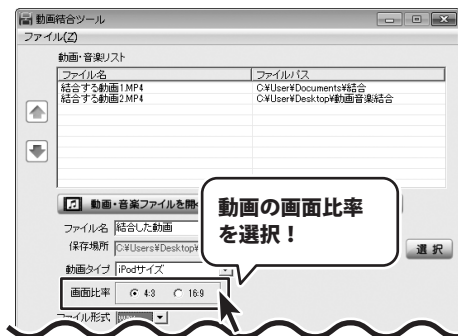 動画結合ツール
ファイル(Z)
動画・音楽リスト
ファイル名 ファイルパス
結合する動画1.MP4 C:¥User¥Documents¥結合
結合する動画2.MP4 C:¥User¥Desktop¥動画音楽結合
動画・音楽ファイルを開く
動画の画面比率
を選択!
ファイル名 結合した動画
保存場所 C:¥Users¥Desktop¥
選択
動画タイプ iPodサイズ
画面比率 4:3 16:9
ファイル形式